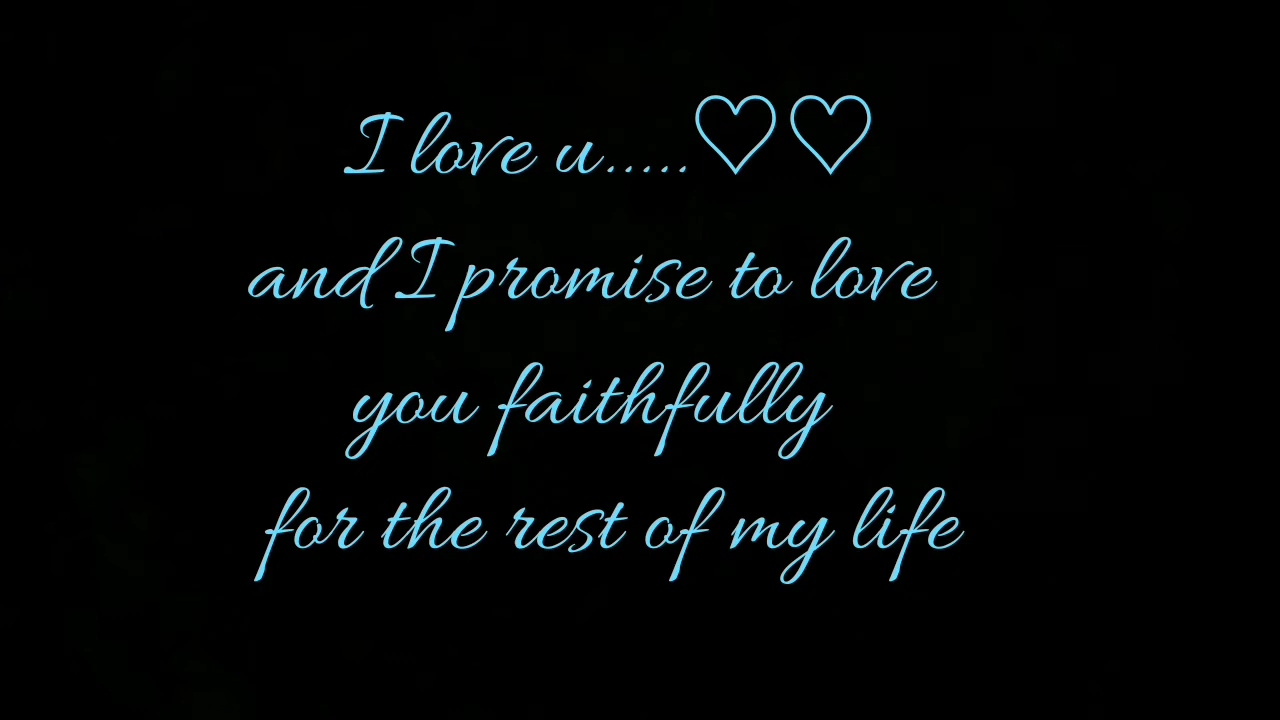 I love u.....♡♡
and I promise to love
you faithfully
for the rest of my life